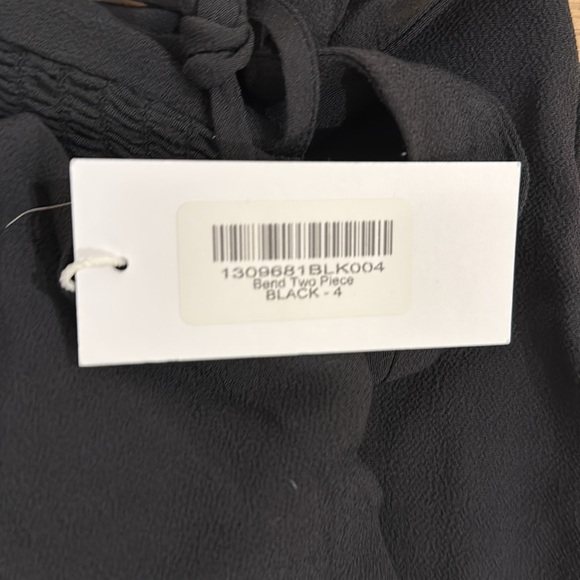 1309681BLK004
Bend Two Piece
BLACK - 4